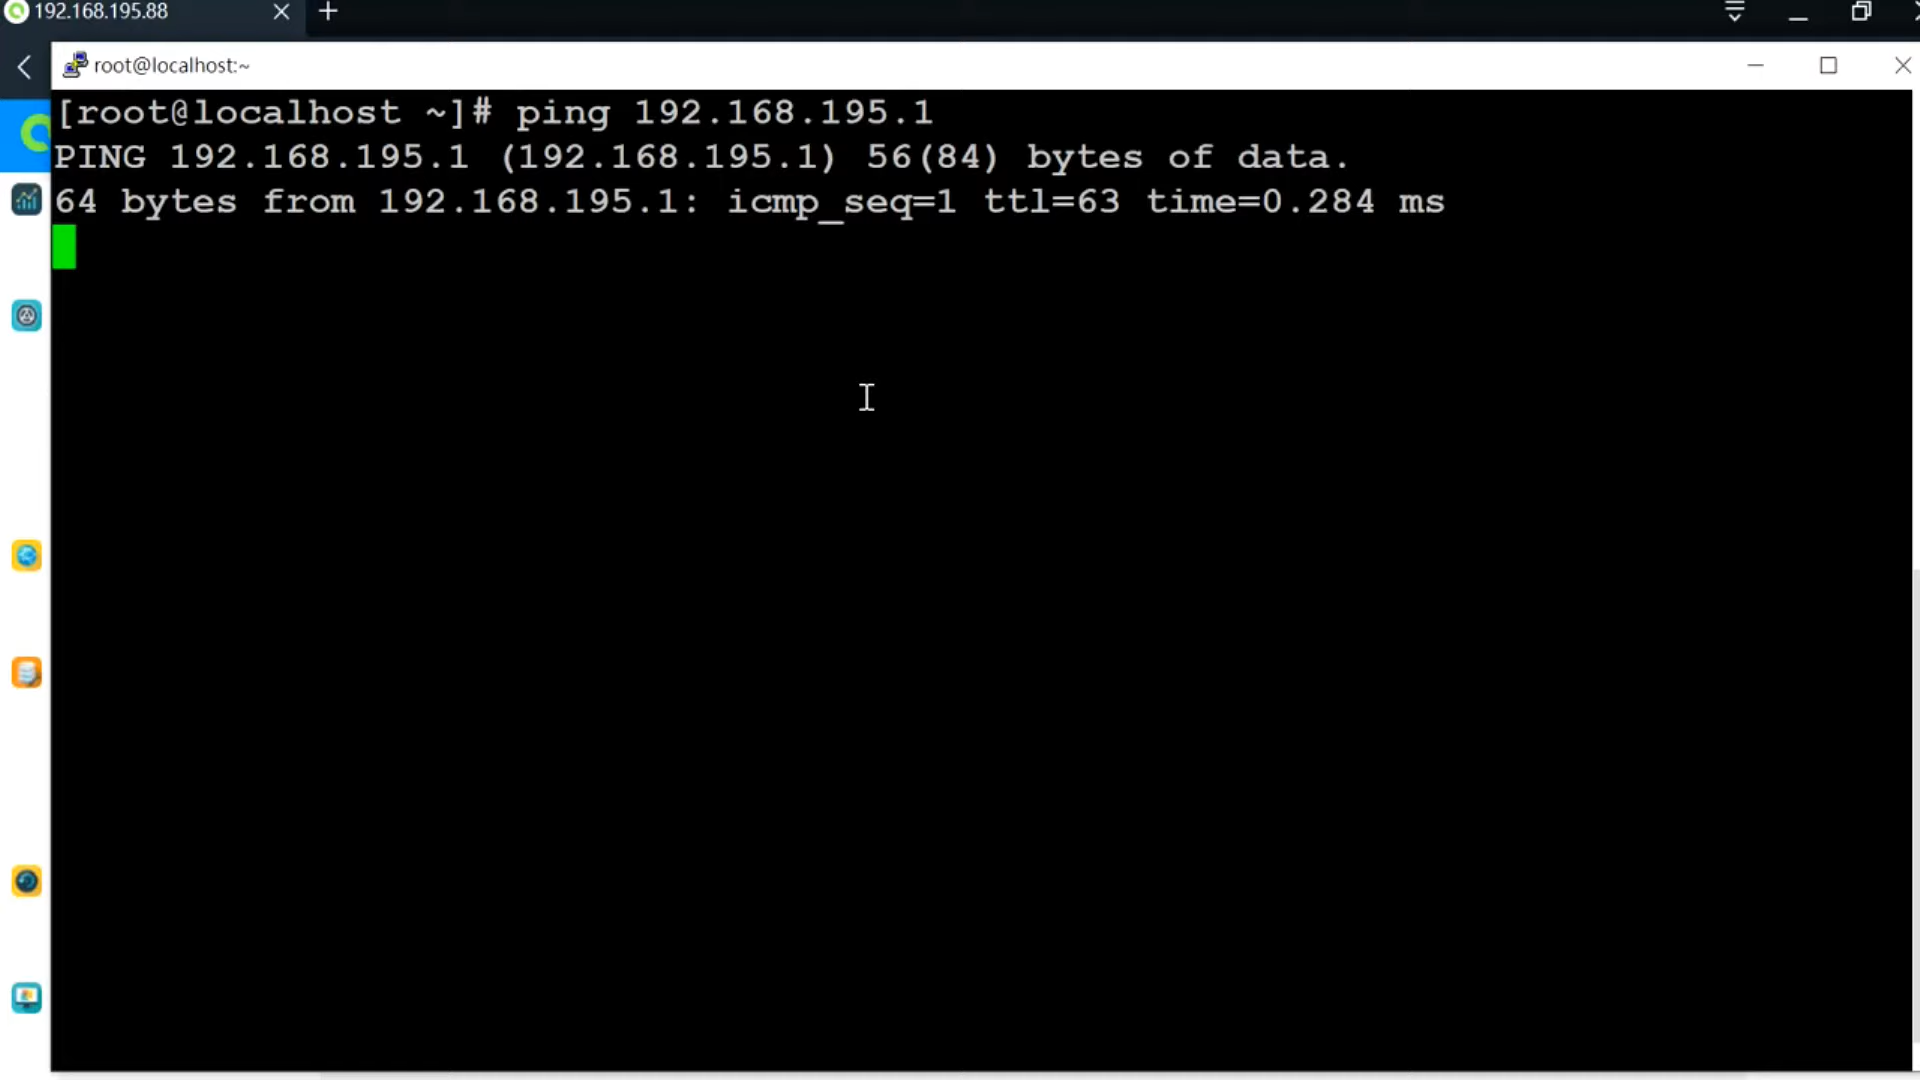 192.168.195.88
root@localhost:~
[root@localhost ~]# ping 192.168.195.1
PING 192.168.195.1 (192.168.195.1) 56(84) bytes of data.
64 bytes from 192.168.195.1: icmp_seq=1 ttl=63 time=0.284 ms